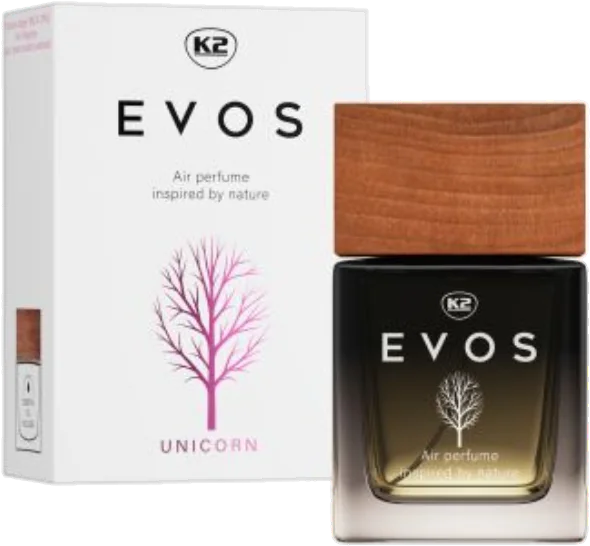 K2
EVOS
Air perfume
inspired by nature
UNICORN
K2
EVOS
Air perfume
inspired by nature